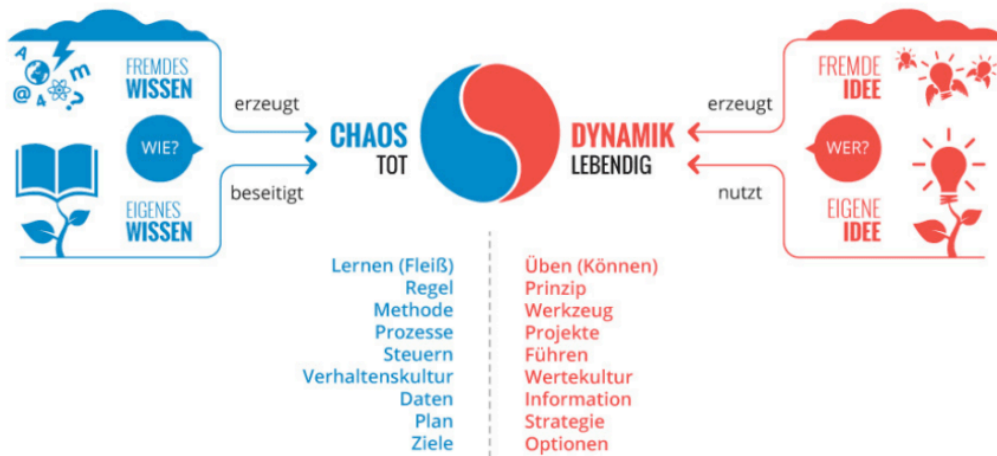 FREMDES
WISSEN
A
m
@
4
?
erzeugt
WIE?
CHAOS
TOT
beseitigt
EIGENES
WISSEN
DYNAMIK
LEBENDIG
erzeugt
FREMDE
IDEE
WER?
nutzt
EIGENE
IDEE
Lernen (Fleiß)
Regel
Methode
Prozesse
Steuern
Verhaltenskultur
Daten
Plan
Ziele
Üben (Können)
Prinzip
Werkzeug
Projekte
Führen
Wertekultur
Information
Strategie
Optionen